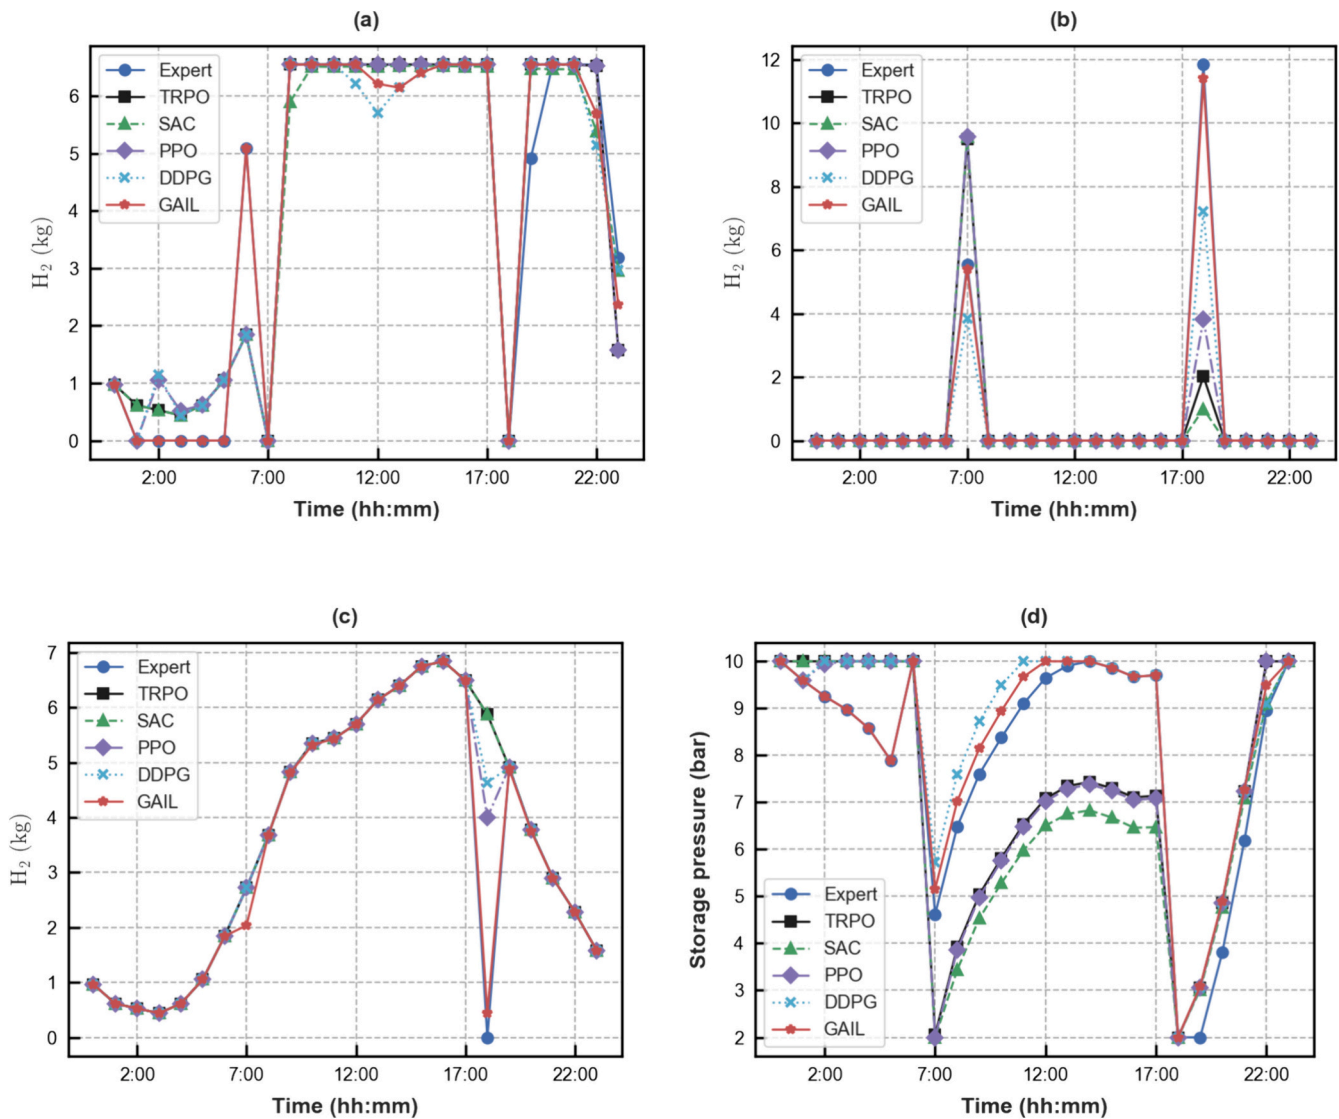 (a)
H2 (kg)
6
5
4
3
2
1
0
Expert
TRPO
SAC
PPO
DDPG
GAIL
2:00 7:00 12:00 17:00 22:00
Time (hh:mm)
(b)
H2 (kg)
12
10
8
6
4
2
0
Expert
TRPO
SAC
PPO
DDPG
GAIL
2:00 7:00 12:00 17:00 22:00
Time (hh:mm)
(c)
H2 (kg)
7
6
5
4
3
2
1
0
Expert
TRPO
SAC
PPO
DDPG
GAIL
2:00 7:00 12:00 17:00 22:00
Time (hh:mm)
(d)
Storage pressure (bar)
10
9
8
7
6
5
4
3
2
Expert
TRPO
SAC
PPO
DDPG
GAIL
2:00 7:00 12:00 17:00 22:00
Time (hh:mm)